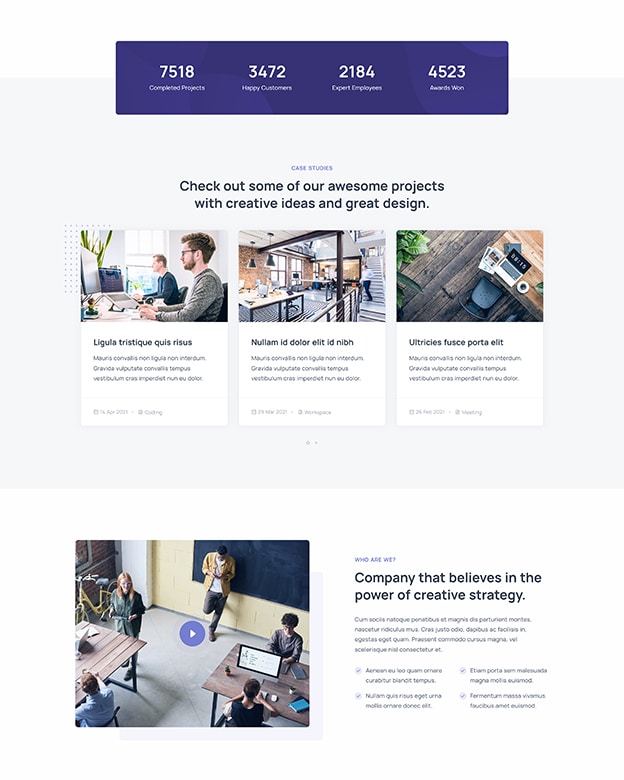 7518 3472 2184 4523
Completed Projects Happy Customers Expert Employees Awards Won
CASE STUDIES
Check out some of our awesome projects
with creative ideas and great design.
08:15
Ligula tristique quis risus
Mauris convallis non ligula non interdum.
Gravida vulputate convallis tempus
vestibulum cras imperdiet nun eu dolor.
14 Apr 2021 • Coding
Nullam id dolor elit id nibh
Mauris convallis non ligula non interdum.
Gravida vulputate convallis tempus
vestibulum cras imperdiet nun eu dolor.
29 Mar 2021 • Workspace
Ultricies fusce porta elit
Mauris convallis non ligula non interdum.
Gravida vulputate convallis tempus
vestibulum cras imperdiet nun eu dolor.
26 Feb 2021 • Meeting
WHO ARE WE?
Company that believes in the
power of creative strategy.
Cum sociis natoque penatibus et magnis dis parturient montes,
nascetur ridiculus mus. Cras justo odio, dapibus ac facilisis in,
egestas eget quam. Praesent commodo cursus magna, vel
scelerisque nisl consectetur et.
Aenean eu leo quam ornare
curabitur blandit tempus.
Nullam quis risus eget urna
mollis ornare donec elit.
Etiam porta sem malesuada
magna mollis euismod.
Fermentum massa vivamus
faucibus amet euismod.